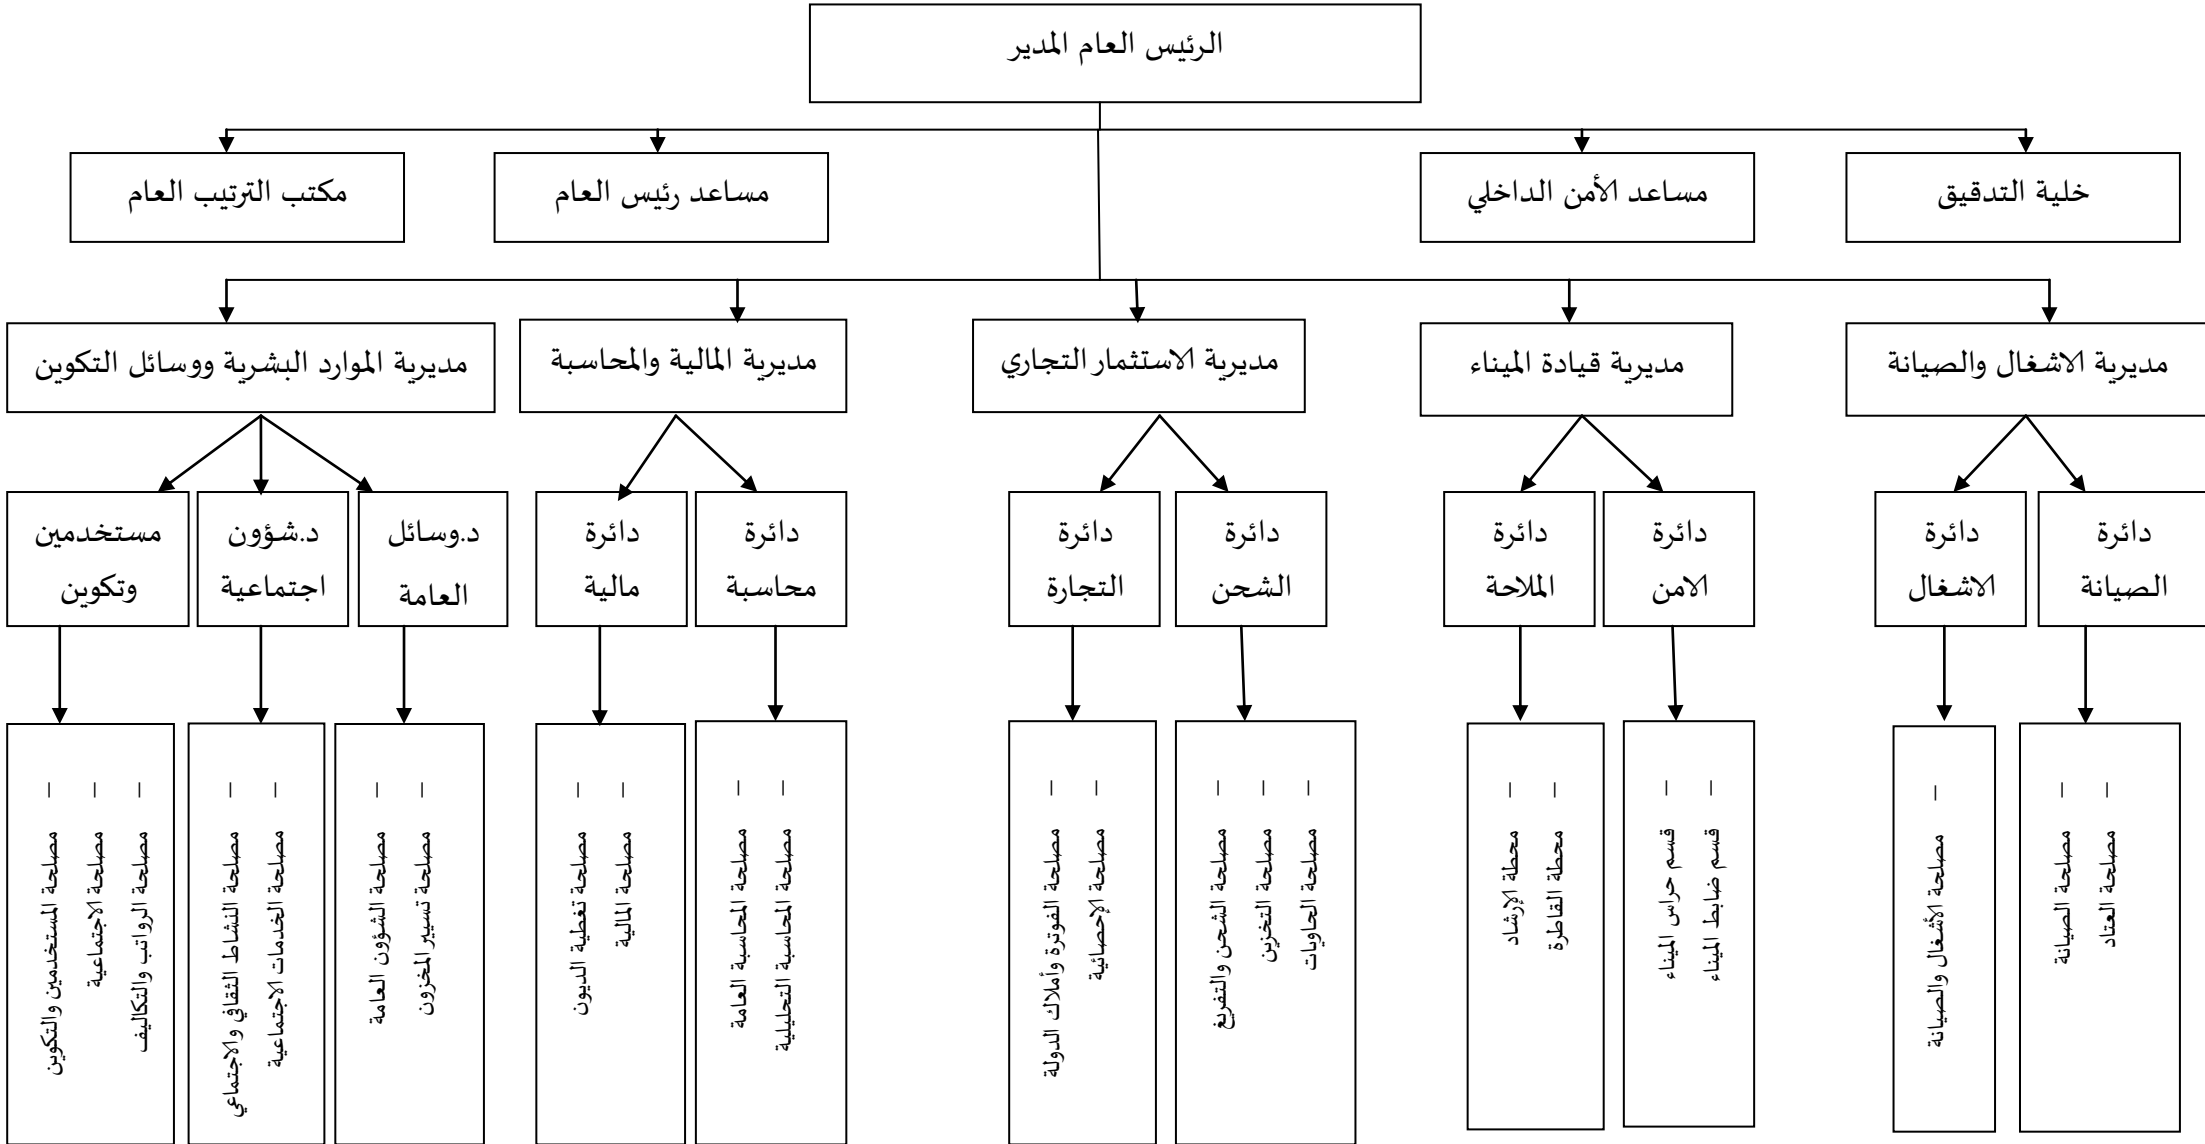 الرئيس العام المدير
خلية التدقيق
مساعد الأمن الداخلي
مساعد رئيس العام
مكتب الترتيب العام
مديرية الاشغال والصيانة
مديرية قيادة الميناء
مديرية الاستثمار التجاري
مديرية المالية والمحاسبة
مديرية الموارد البشرية ووسائل التكوين
دائرة
الصيانة
دائرة
الاشغال
دائرة
الامن
دائرة
الملاحة
دائرة
الشحن
دائرة
التجارة
دائرة
محاسبة
دائرة
مالية
د.وسائل
العامة
د.شؤون
اجتماعية
مستخدمين
وتكوين
– مصلحة الصيانة
– مصلحة العتاد
– مصلحة الأشغال والصيانة
– قسم حراس الميناء
– قسم ضابط الميناء
– محطة الإرشاد
– محطة القاطرة
– مصلحة الشحن والتفريغ
– مصلحة التخزين
– مصلحة الحاويات
– مصلحة الفوترة وأملاك الدولة
– مصلحة الإحصائية
– مصلحة المحاسبة العامة
– مصلحة المحاسبة التحليلية
– مصلحة تغطية الديون
– مصلحة المالية
– مصلحة الشؤون العامة
– مصلحة تسيير المخزون
– مصلحة النشاط الثقافي والاجتماعي
– مصلحة الخدمات الاجتماعية
– مصلحة المستخدمين والتكوين
– مصلحة الاجتماعية
– مصلحة الرواتب والتكاليف